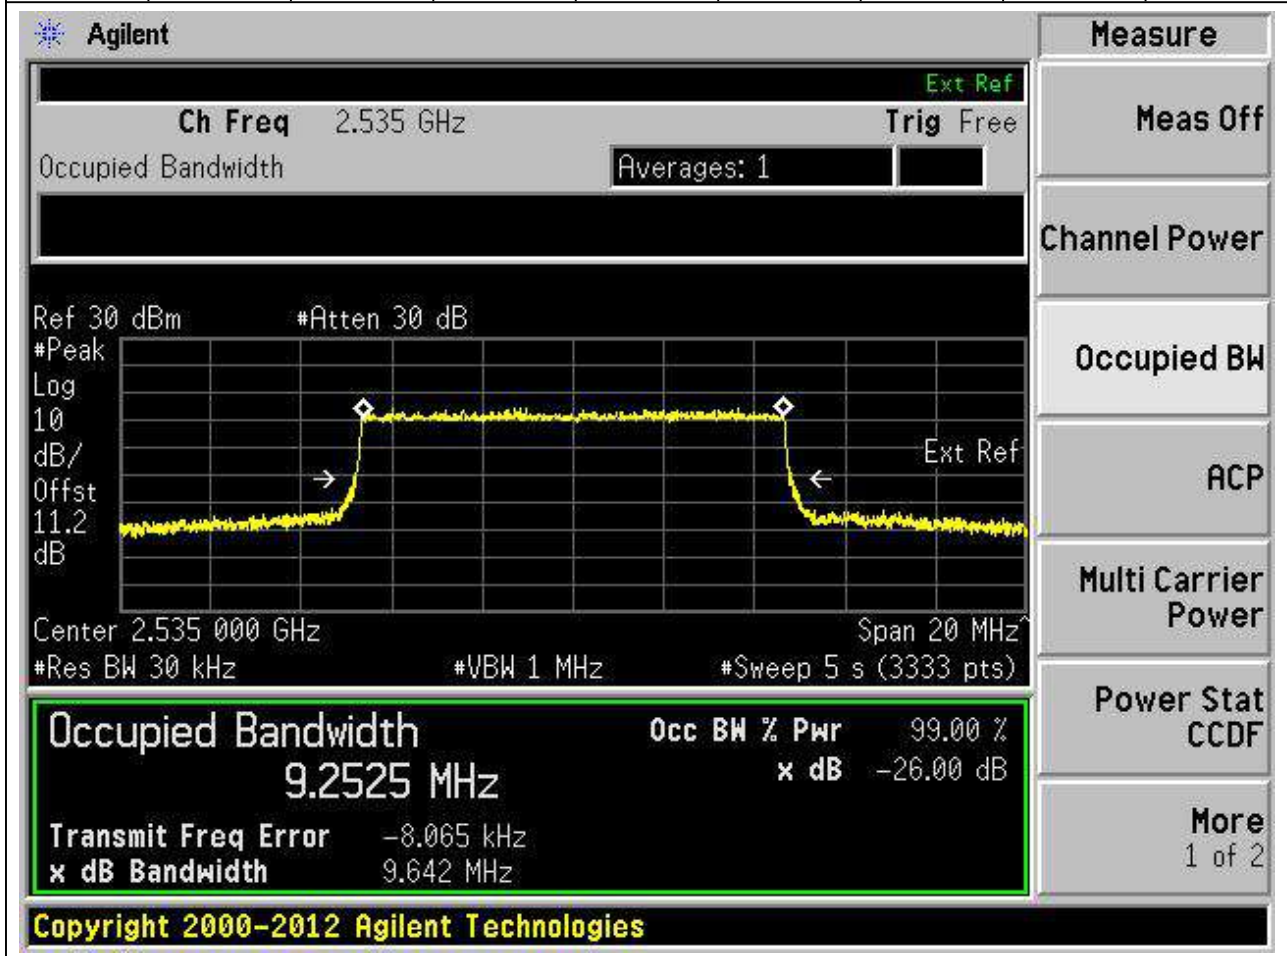 Agilent
Measure
Ext Ref
Ch Freq 2.535 GHz Trig Free
Meas Off
Occupied Bandwidth Averages: 1
Channel Power
Ref 30 dBm #Atten 30 dB
#Peak
Log
10
dB/
Offst
11.2
dB
Ext Ref
Occupied BW
ACP
Center 2.535 000 GHz Span 20 MHz^
#Res BW 30 kHz #VBW 1 MHz #Sweep 5 s (3333 pts)
Multi Carrier
Power
Occupied Bandwidth Occ BW % Pwr 99.00 %
9.2525 MHz x dB -26.00 dB
Transmit Freq Error -8.065 kHz
x dB Bandwidth 9.642 MHz
Power Stat
CCDF
More
1 of 2
Copyright 2000-2012 Agilent Technologies